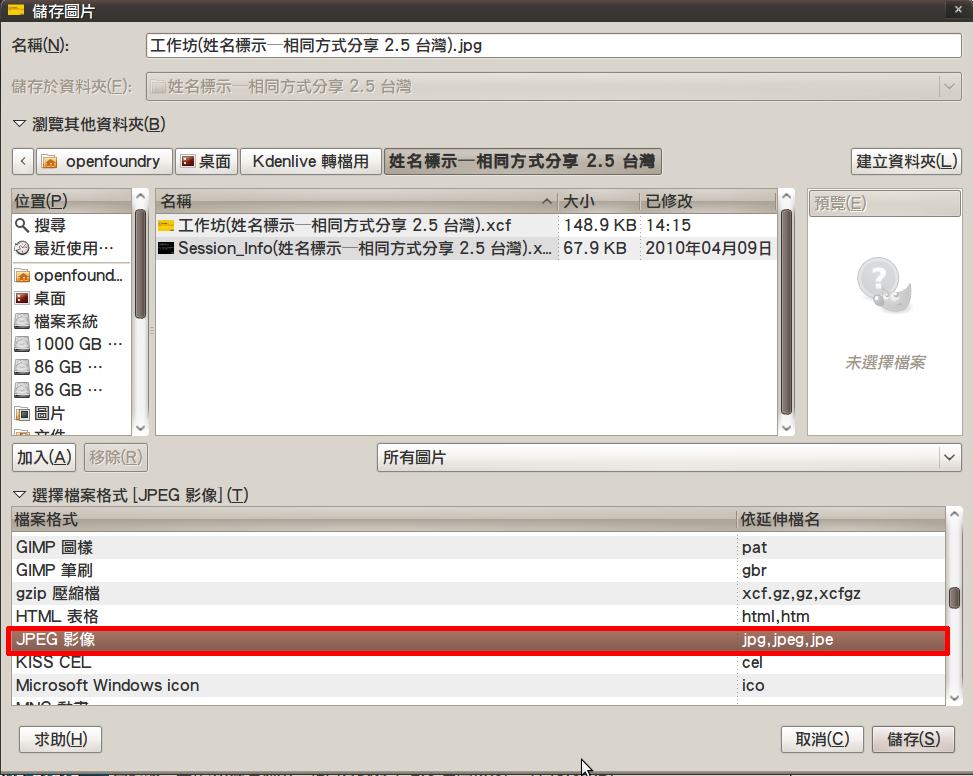 儲存圖片
名稱(N):
工作坊(姓名標示─相同方式分享 2.5 台灣).jpg
儲存於資料夾(F):
姓名標示─相同方式分享 2.5 台灣
瀏覽其他資料夾(B)
openfoundry 桌面 Kdenlive 轉檔用 姓名標示─相同方式分享 2.5 台灣 建立資料夾(L)
位置(P)
搜尋
最近使用…
openfound...
桌面
檔案系統
1000 GB …
86 GB …
86 GB …
圖片
文件
名稱 大小 已修改
工作坊(姓名標示─相同方式分享 2.5 台灣).xcf 148.9 KB 14:15
Session_Info(姓名標示─相同方式分享 2.5 台灣).x... 67.9 KB 2010年04月09日
預覽(E)
未選擇檔案
加入(A) 移除(R) 所有圖片
選擇檔案格式 [JPEG 影像] (T)
檔案格式 依延伸檔名
GIMP 圖樣 pat
GIMP 筆刷 gbr
gzip 壓縮檔 xcf.gz,gz,xcfgz
HTML 表格 html,htm
JPEG 影像 jpg,jpeg,jpe
KISS CEL cel
Microsoft Windows icon ico
MNG 動畫
求助(H) 取消(C) 儲存(S)